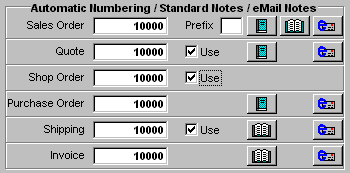 Automatic Numbering / Standard Notes / eMail Notes
Sales Order 10000 Prefix
Quote 10000 Use
Shop Order 10000 Use
Purchase Order 10000
Shipping 10000 Use
Invoice 10000